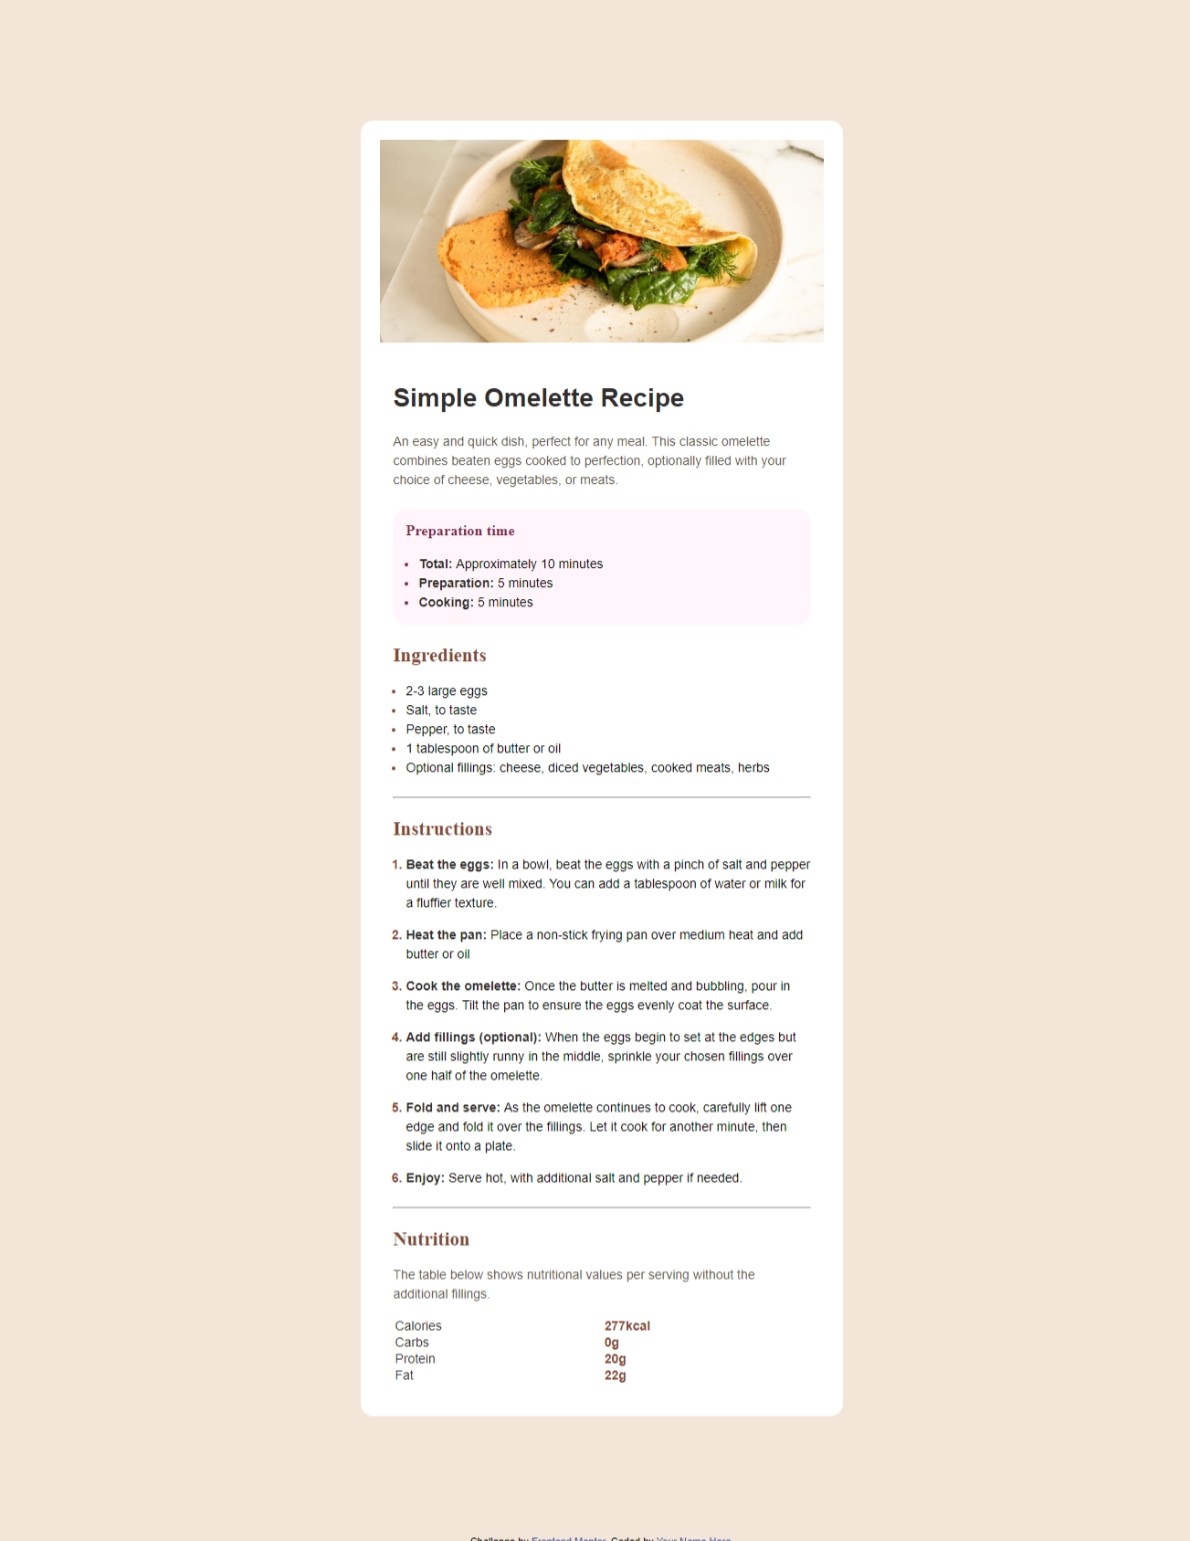 Simple Omelette Recipe
An easy and quick dish, perfect for any meal. This classic omelette
combines beaten eggs cooked to perfection, optionally filled with your
choice of cheese, vegetables, or meats.
Preparation time
• Total: Approximately 10 minutes
• Preparation: 5 minutes
• Cooking: 5 minutes
Ingredients
• 2-3 large eggs
• Salt, to taste
• Pepper, to taste
• 1 tablespoon of butter or oil
• Optional fillings: cheese, diced vegetables, cooked meats, herbs
Instructions
1. Beat the eggs: In a bowl, beat the eggs with a pinch of salt and pepper
until they are well mixed. You can add a tablespoon of water or milk for
a fluffier texture.
2. Heat the pan: Place a non-stick frying pan over medium heat and add
butter or oil
3. Cook the omelette: Once the butter is melted and bubbling, pour in
the eggs. Tilt the pan to ensure the eggs evenly coat the surface.
4. Add fillings (optional): When the eggs begin to set at the edges but
are still slightly runny in the middle, sprinkle your chosen fillings over
one half of the omelette.
5. Fold and serve: As the omelette continues to cook, carefully lift one
edge and fold it over the fillings. Let it cook for another minute, then
slide it onto a plate.
6. Enjoy: Serve hot, with additional salt and pepper if needed.
Nutrition
The table below shows nutritional values per serving without the
additional fillings.
Calories 277kcal
Carbs 0g
Protein 20g
Fat 22g
Challenge by Frontend Mentor. Coded by Your Name Here.